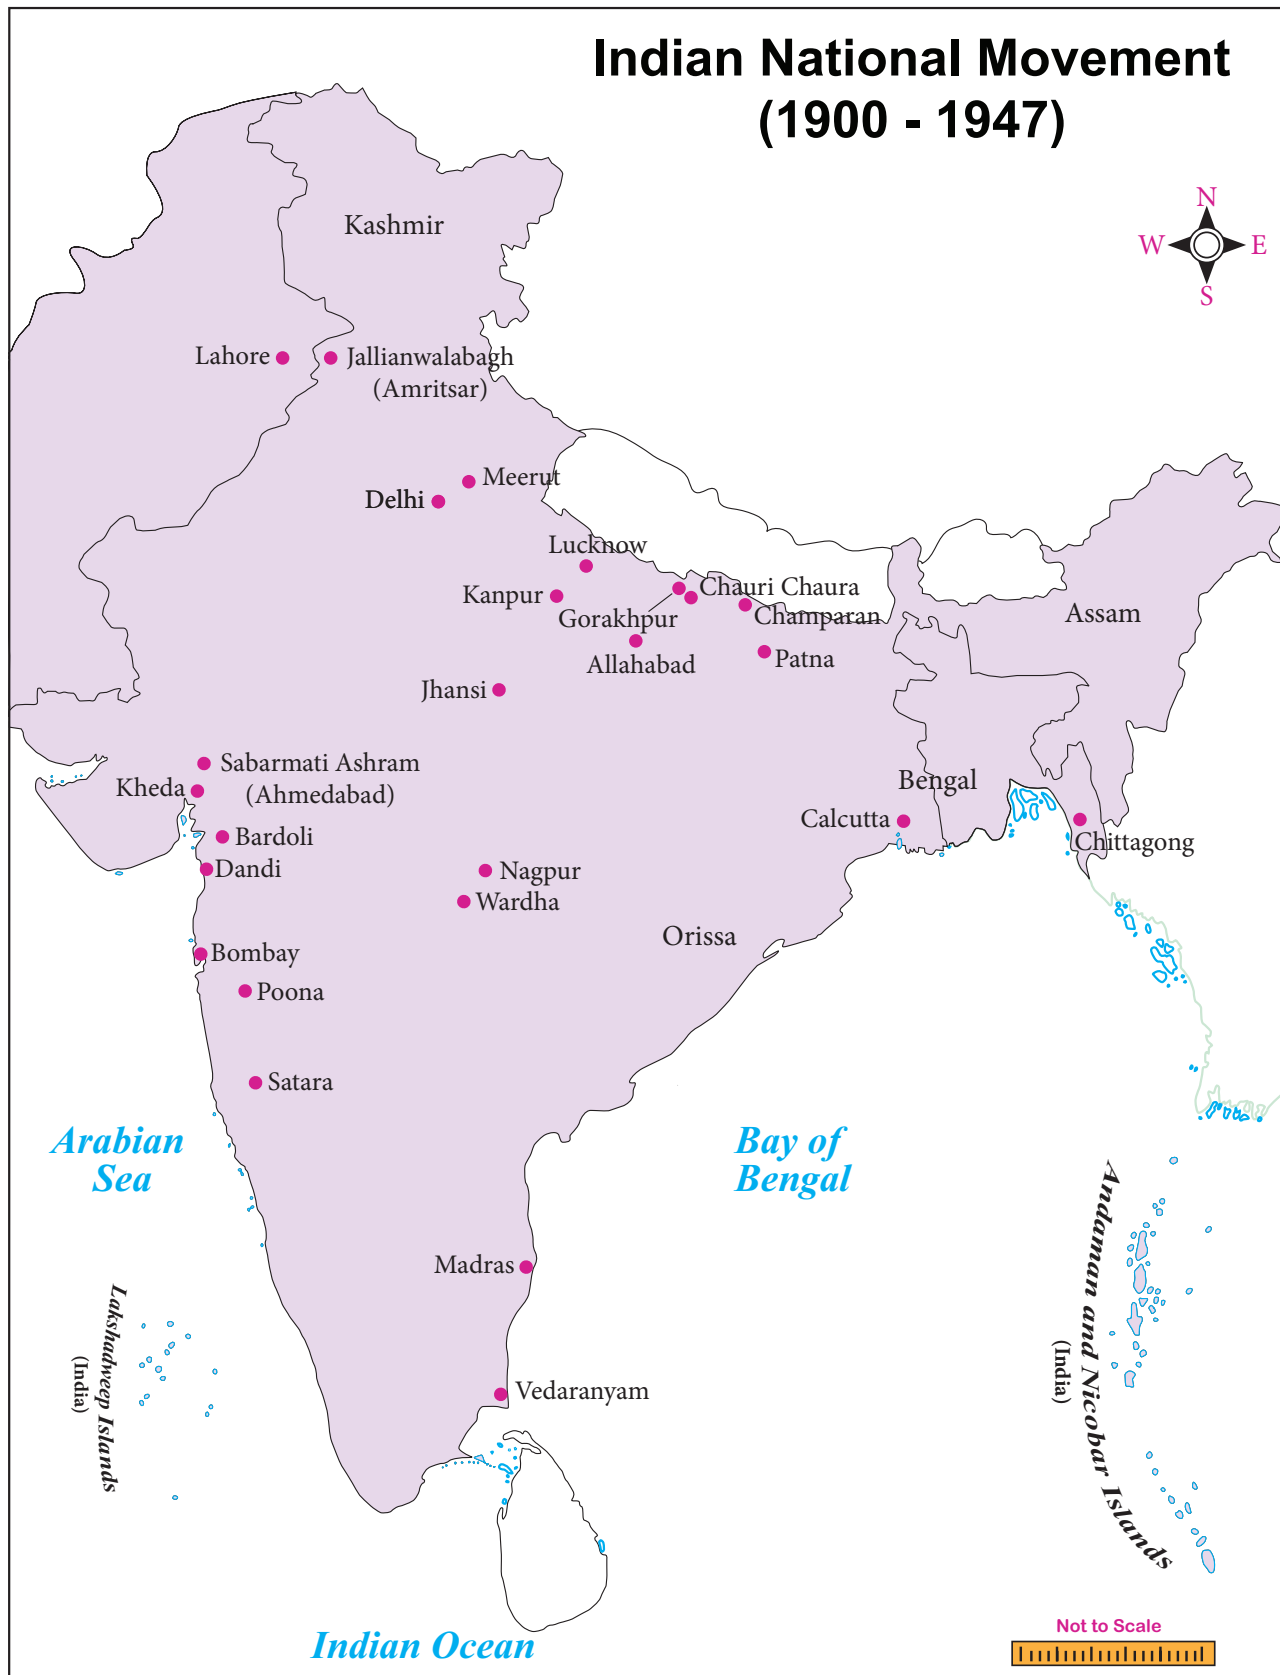 Indian National Movement
(1900 - 1947)
N
W
E
S
Kashmir
Lahore
Jallianwalabagh
(Amritsar)
Meerut
Delhi
Lucknow
Kanpur
Chauri Chaura
Gorakhpur
Champaran
Assam
Allahabad
Patna
Jhansi
Sabarmati Ashram
(Ahmedabad)
Kheda
Bengal
Calcutta
Bardoli
Chittagong
Dandi
Nagpur
Wardha
Orissa
Bombay
Poona
Satara
Arabian
Sea
Bay of
Bengal
Madras
Andaman and Nicobar Islands
(India)
Lakshadweep Islands
(India)
Vedaranyam
Indian Ocean
Not to Scale